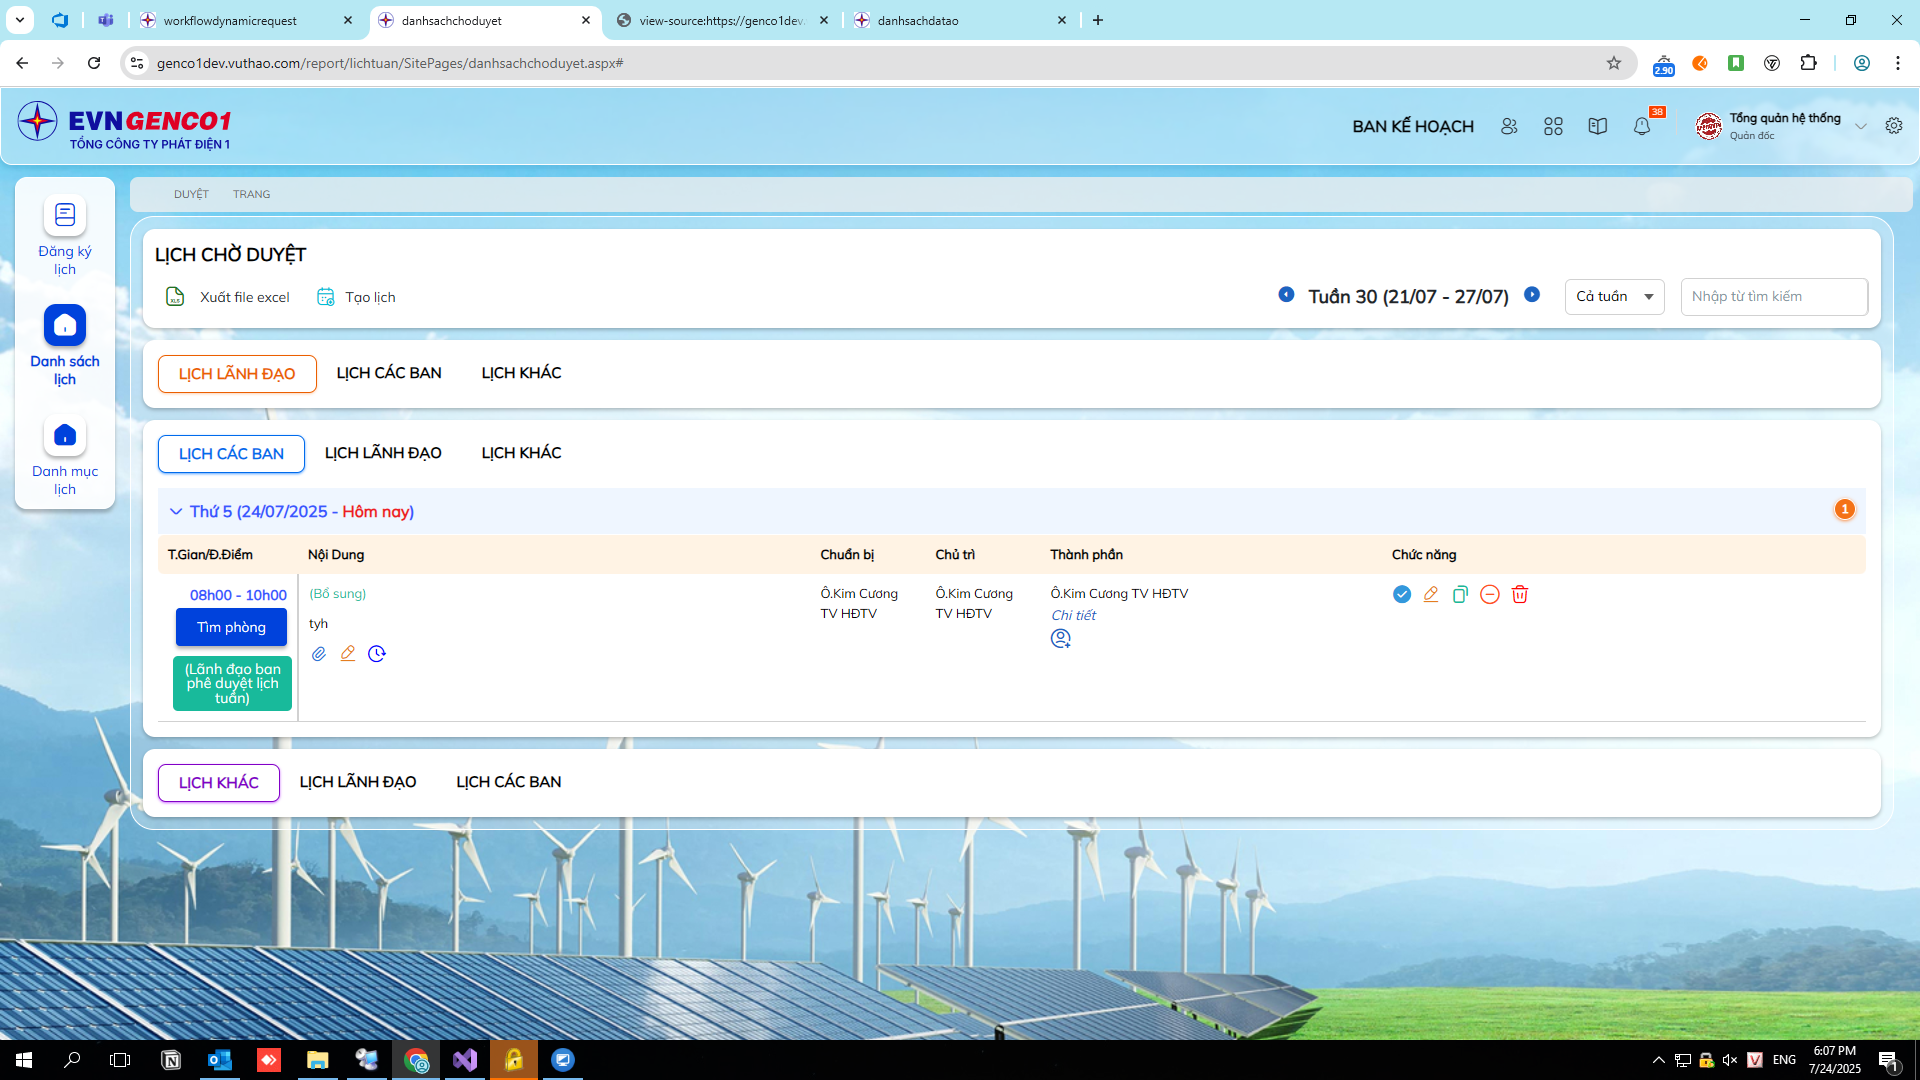 workflowdynamicrequest
danhsachchoduyet
view-source:https://genco1dev.
danhsachdatao
genco1dev.vuthao.com/report/lichtuan/SitePages/danhsachchoduyet.aspx#
2.90
EVNGENCO1
TỔNG CÔNG TY PHÁT ĐIỆN 1
BAN KẾ HOẠCH
38
Tổng quản hệ thống
Quản đốc
DUYỆT
TRANG
Đăng ký
lịch
Danh sách
lịch
Danh mục
lịch
LỊCH CHỜ DUYỆT
Xuất file excel
Tạo lịch
Tuần 30 (21/07 - 27/07)
Cả tuần
Nhập từ tìm kiếm
LỊCH LÃNH ĐẠO
LỊCH CÁC BAN
LỊCH KHÁC
LỊCH CÁC BAN
LỊCH LÃNH ĐẠO
LỊCH KHÁC
Thứ 5 (24/07/2025 - Hôm nay)
1
T.Gian/Đ.Điểm
Nội Dung
Chuẩn bị
Chủ trì
Thành phần
Chức năng
08h00 - 10h00
Tìm phòng
(Lãnh đạo ban
phê duyệt lịch
tuần)
(Bổ sung)
tyh
Ô.Kim Cương
TV HĐTV
Ô.Kim Cương
TV HĐTV
Ô.Kim Cương TV HĐTV
Chi tiết
LỊCH KHÁC
LỊCH LÃNH ĐẠO
LỊCH CÁC BAN
ENG
6:07 PM
7/24/2025
1